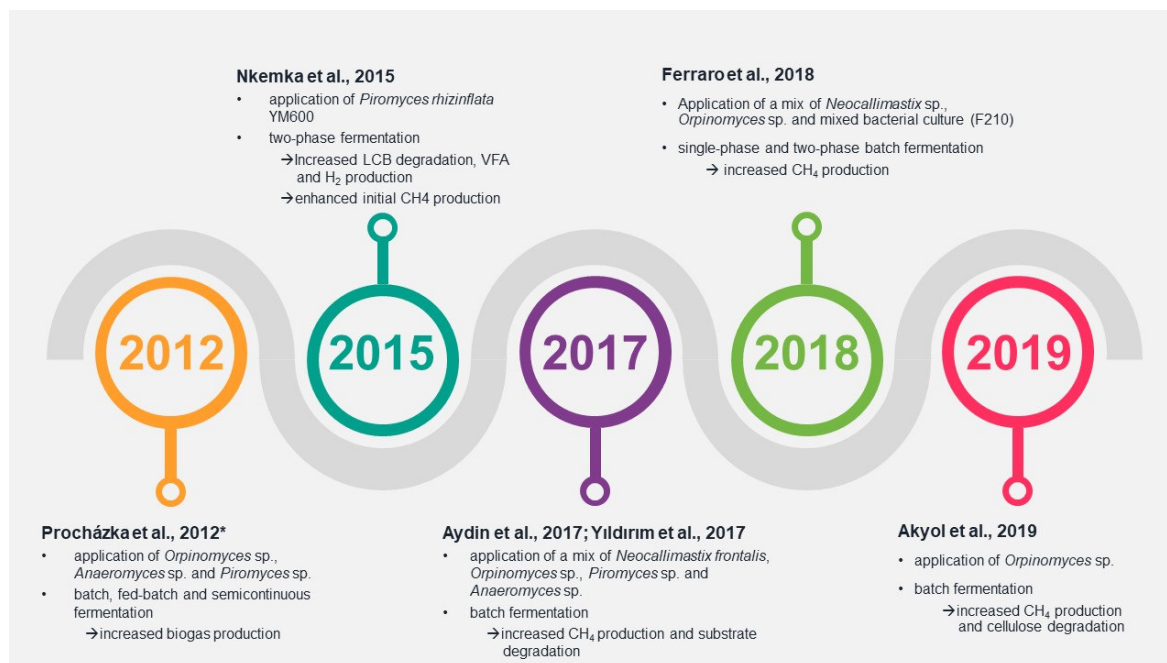 Nkemka et al., 2015
• application of Piromyces rhizinflata
YM600
• two-phase fermentation
→Increased LCB degradation, VFA
and H₂ production
→enhanced initial CH4 production
Ferraro et al., 2018
• Application of a mix of Neocallimastix sp.,
Orpinomyces sp. and mixed bacterial culture (F210)
• single-phase and two-phase batch fermentation
→ increased CH₄ production
2012
2015
2017
2018
2019
Procházka et al., 2012*
• application of Orpinomyces sp.,
Anaeromyces sp. and Piromyces sp.
• batch, fed-batch and semicontinuous
fermentation
→increased biogas production
Aydin et al., 2017; Yıldırım et al., 2017
• application of a mix of Neocallimastix frontalis,
Orpinomyces sp., Piromyces sp. and
Anaeromyces sp.
• batch fermentation
→increased CH₄ production and substrate
degradation
Akyol et al., 2019
• application of Orpinomyces sp.
• batch fermentation
→increased CH₄ production
and cellulose degradation